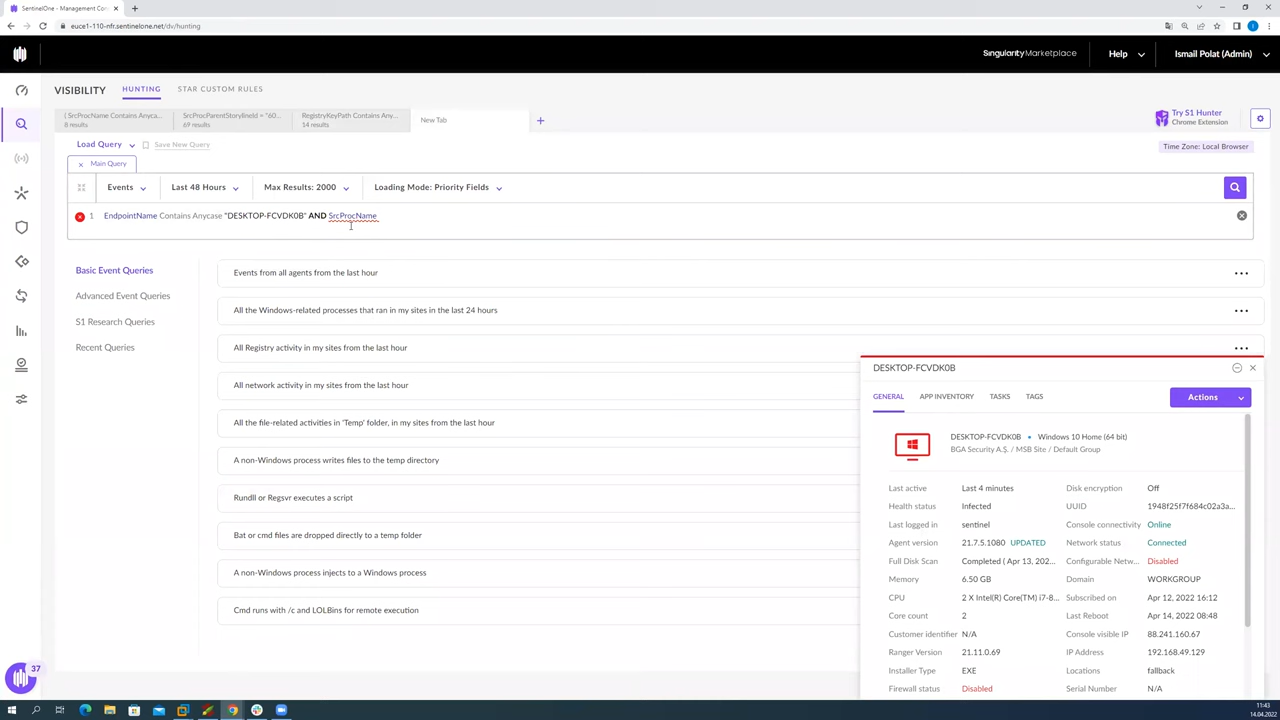 SentinelOne - Management Con
euce1-110-nfr.sentinelone.net/dv/hunting
Singularity Marketplace
Help
Ismail Polat (Admin)
VISIBILITY
HUNTING
STAR CUSTOM RULES
( SrcProcName Contains Anyca...
8 results
SrcProcParentStorylineId = "60...
69 results
RegistryKeyPath Contains Any...
14 results
New Tab
Try S1 Hunter
Chrome Extension
Load Query
Save New Query
Time Zone: Local Browser
Main Query
Events
Last 48 Hours
Max Results: 2000
Loading Mode: Priority Fields
1 EndpointName Contains Anycase "DESKTOP-FCVDK0B" AND SrcProcName
Basic Event Queries
Advanced Event Queries
S1 Research Queries
Recent Queries
Events from all agents from the last hour
All the Windows-related processes that ran in my sites in the last 24 hours
All Registry activity in my sites from the last hour
All network activity in my sites from the last hour
All the file-related activities in 'Temp' folder, in my sites from the last hour
A non-Windows process writes files to the temp directory
Rundll or Regsvr executes a script
Bat or cmd files are dropped directly to a temp folder
A non-Windows process injects to a Windows process
Cmd runs with /c and LOLBins for remote execution
DESKTOP-FCVDK0B
GENERAL
APP INVENTORY
TASKS
TAGS
Actions
DESKTOP-FCVDK0B • Windows 10 Home (64 bit)
BGA Security A.Ş. / MSB Site / Default Group
Last active Last 4 minutes
Disk encryption Off
Health status Infected
UUID 1948f25f7f684c02a3a...
Last logged in sentinel
Console connectivity Online
Agent version 21.7.5.1080 UPDATED
Network status Connected
Full Disk Scan Completed ( Apr 13, 202...
Configurable Netw... Disabled
Memory 6.50 GB
Domain WORKGROUP
CPU 2 X Intel(R) Core(TM) i7-8...
Subscribed on Apr 12, 2022 16:12
Core count 2
Last Reboot Apr 14, 2022 08:48
Customer identifier N/A
Console visible IP 88.241.160.67
Ranger Version 21.11.0.69
IP Address 192.168.49.129
Installer Type EXE
Locations fallback
Firewall status Disabled
Serial Number N/A
37
11:43
14.04.2022